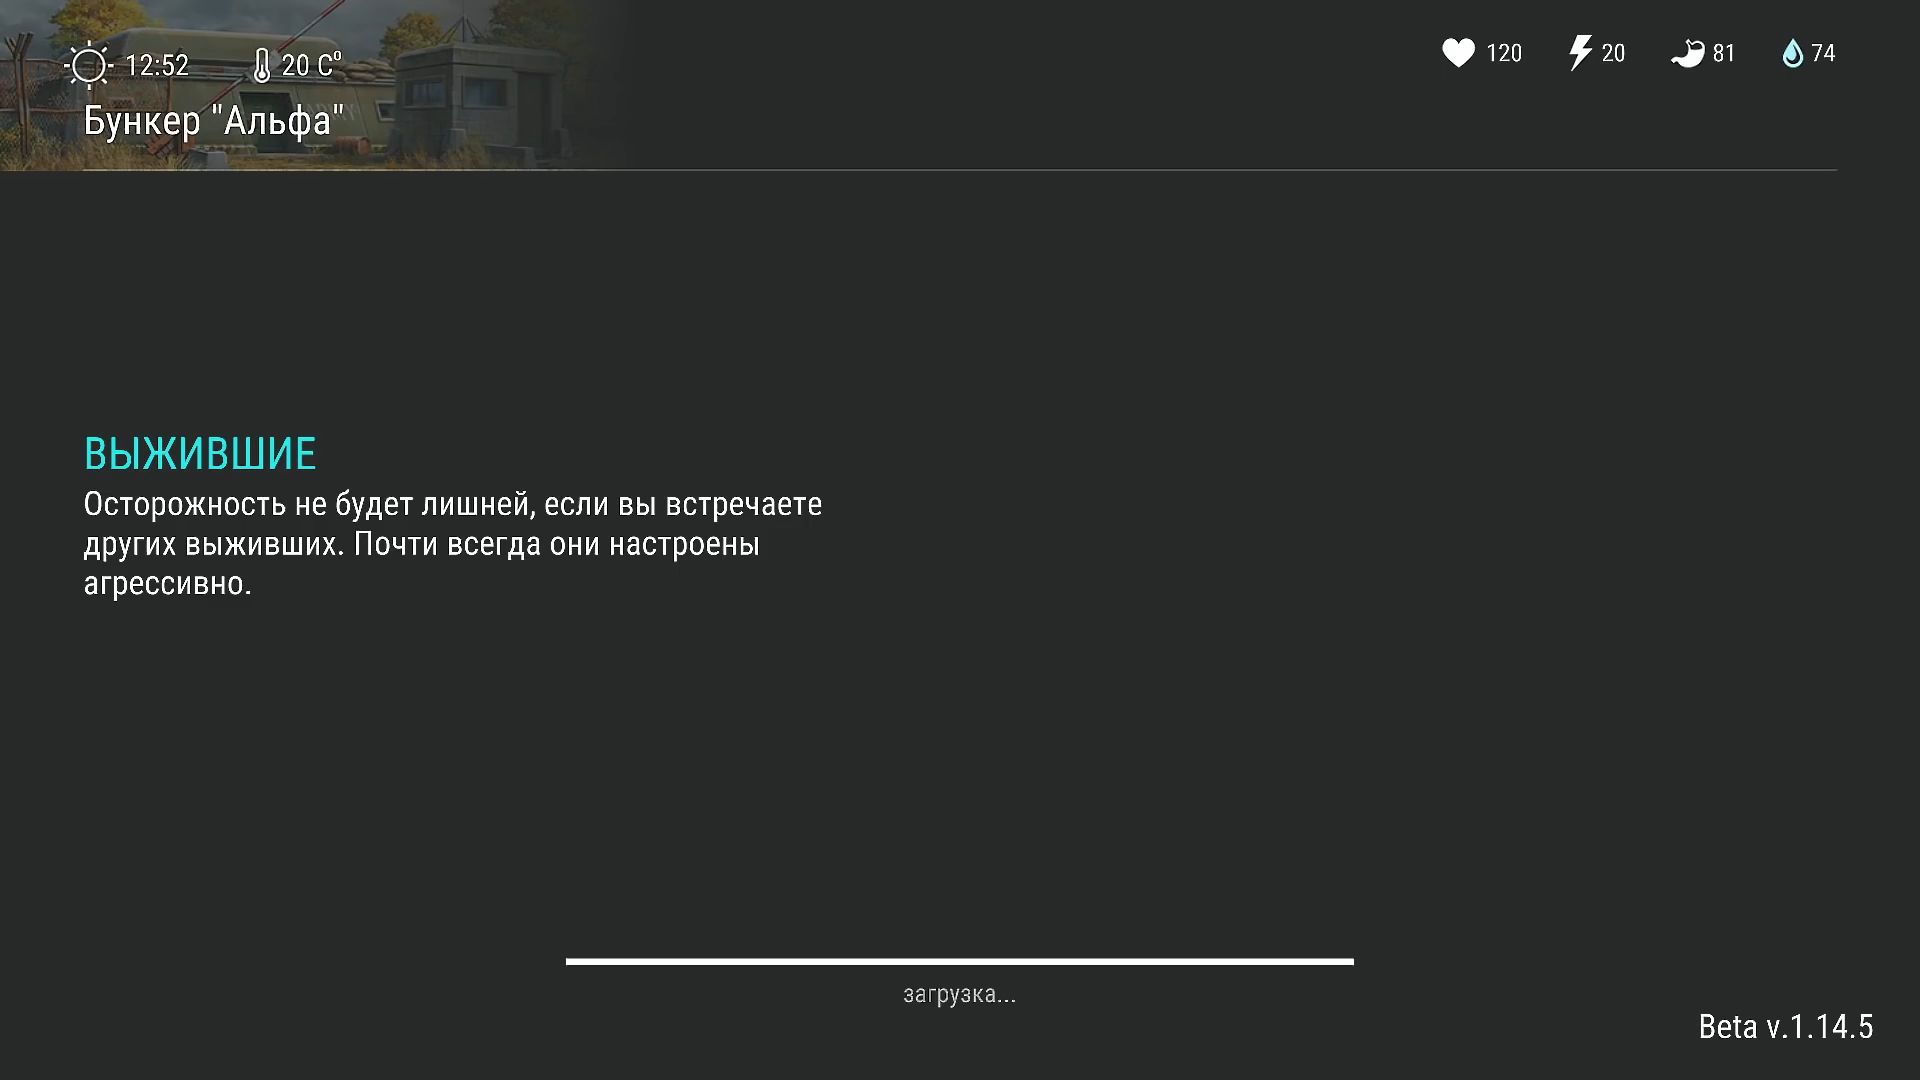 12:52 20 C⁰ 120 20 81 74
Бункер "Альфа"
ВЫЖИВШИЕ
Осторожность не будет лишней, если вы встречаете
других выживших. Почти всегда они настроены
агрессивно.
загрузка...
Beta v.1.14.5